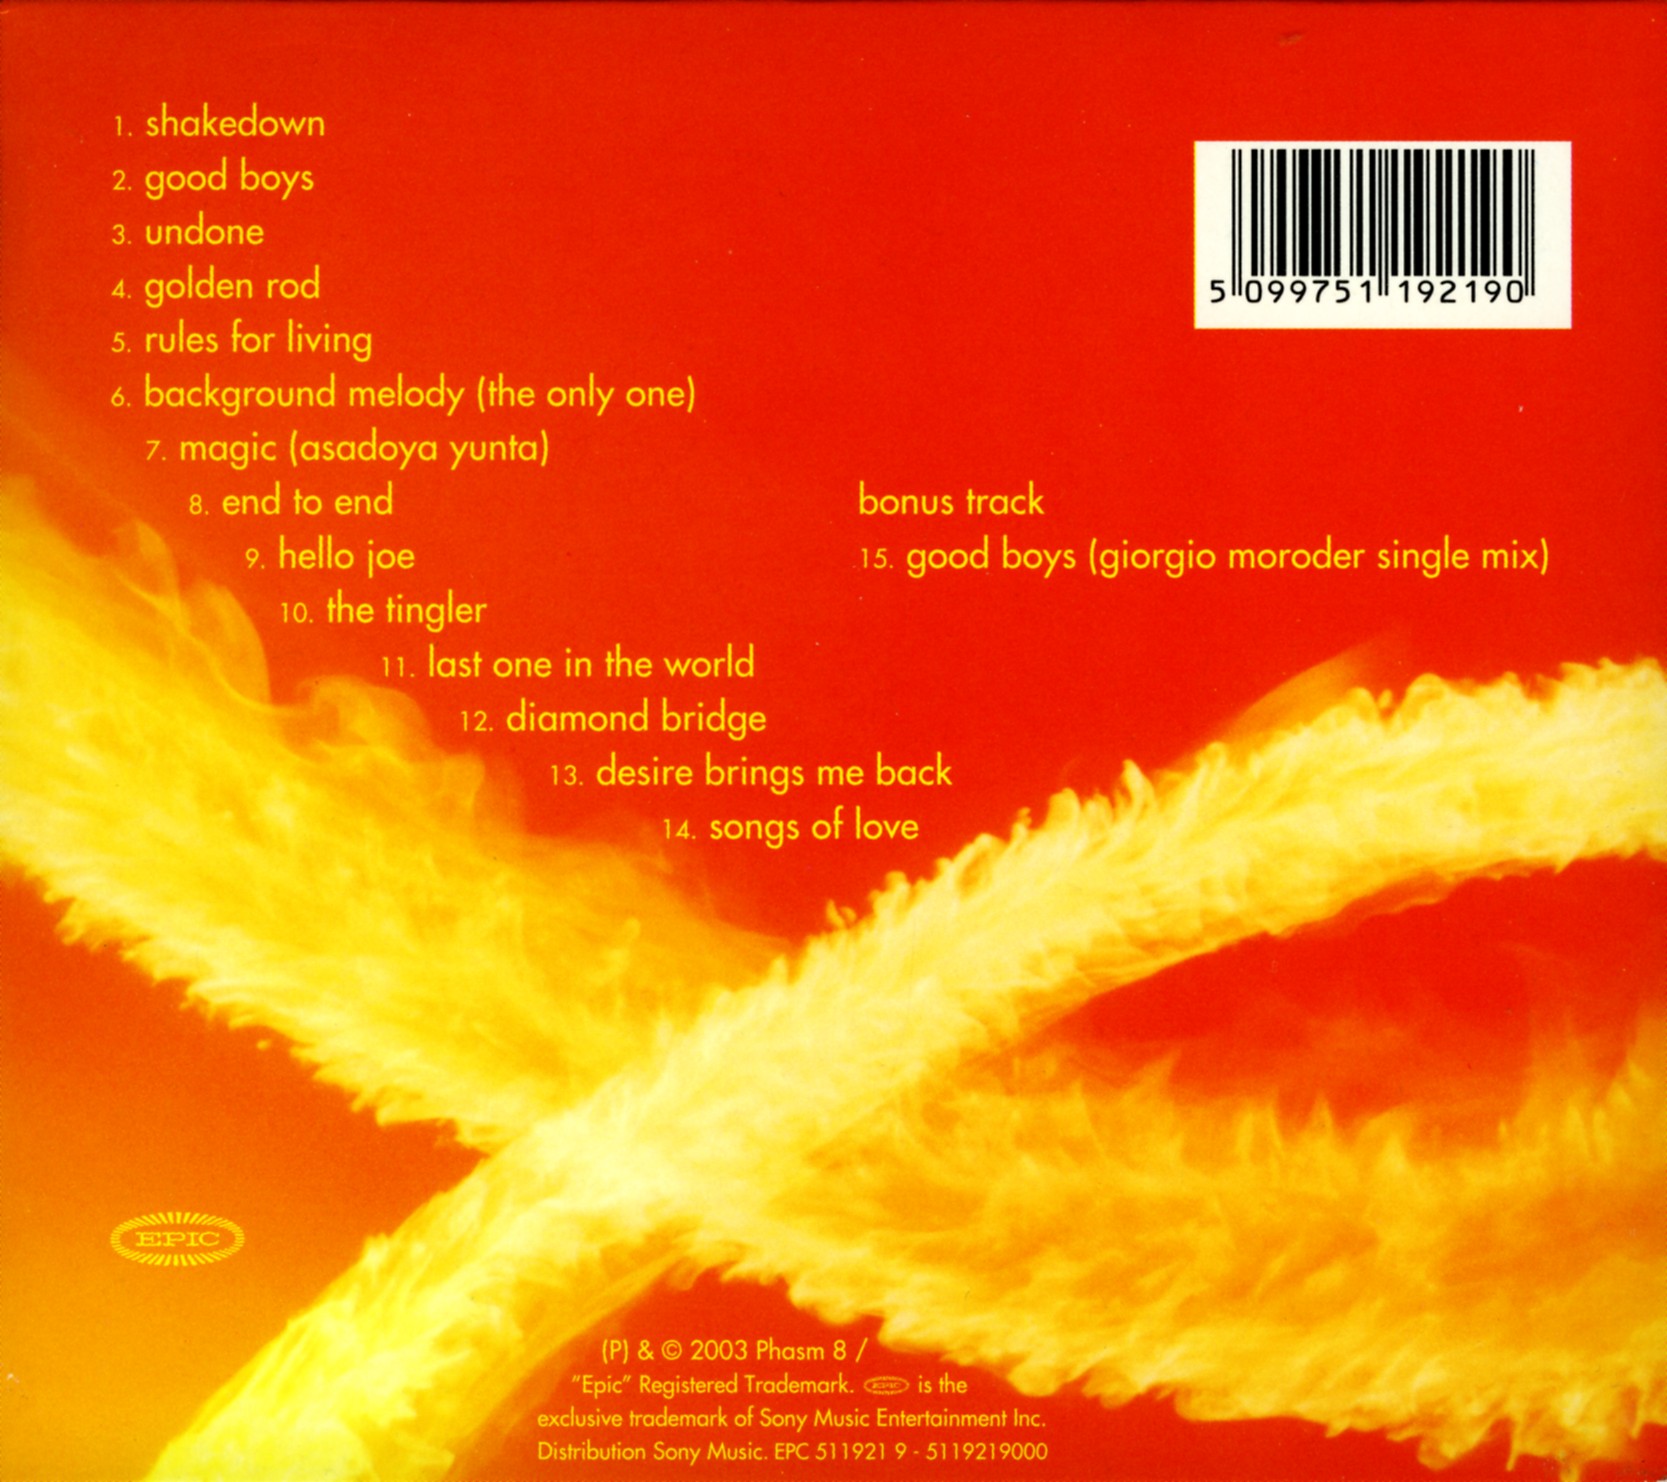 1. shakedown
2. good boys
3. undone
4. golden rod
5. rules for living
6. background melody (the only one)
7. magic (asadoya yunta)
8. end to end
9. hello joe
10. the tingler
11. last one in the world
12. diamond bridge
13. desire brings me back
14. songs of love
bonus track
15. good boys (giorgio moroder single mix)
5 099751 192190
EPIC
(P) & © 2003 Phasm 8 /
"Epic" Registered Trademark. EPIC is the
exclusive trademark of Sony Music Entertainment Inc.
Distribution Sony Music. EPC 511921 9 - 5119219000